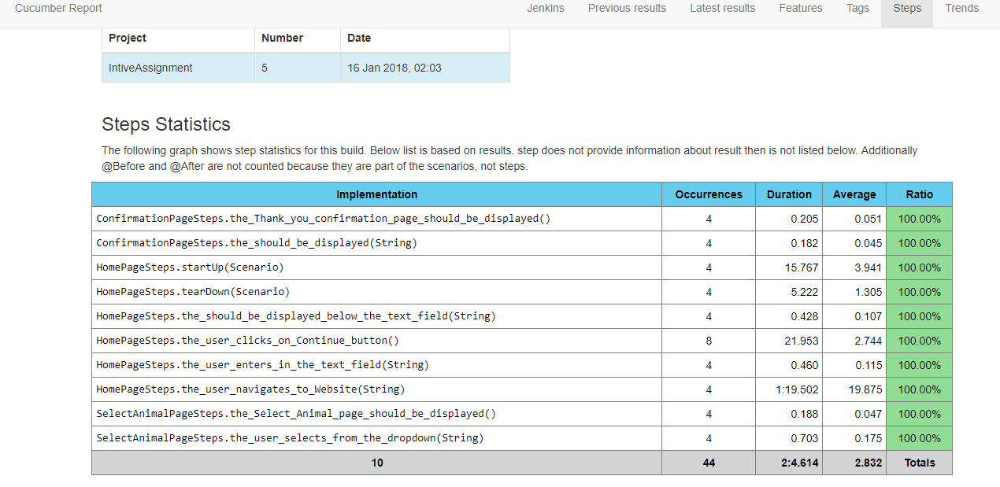 Cucumber Report Jenkins Previous results Latest results Features Tags Steps Trends
Project Number Date
IntiveAssignment 5 16 Jan 2018, 02:03
Steps Statistics
The following graph shows step statistics for this build. Below list is based on results. step does not provide information about result then is not listed below. Additionally
@Before and @After are not counted because they are part of the scenarios, not steps.
Implementation Occurrences Duration Average Ratio
ConfirmationPageSteps.the_Thank_you_confirmation_page_should_be_displayed() 4 0.205 0.051 100.00%
ConfirmationPageSteps.the_should_be_displayed(String) 4 0.182 0.045 100.00%
HomePageSteps.startUp(Scenario) 4 15.767 3.941 100.00%
HomePageSteps.tearDown(Scenario) 4 5.222 1.305 100.00%
HomePageSteps.the_should_be_displayed_below_the_text_field(String) 4 0.428 0.107 100.00%
HomePageSteps.the_user_clicks_on_Continue_button() 8 21.953 2.744 100.00%
HomePageSteps.the_user_enters_in_the_text_field(String) 4 0.460 0.115 100.00%
HomePageSteps.the_user_navigates_to_Website(String) 4 1:19.502 19.875 100.00%
SelectAnimalPageSteps.the_Select_Animal_page_should_be_displayed() 4 0.188 0.047 100.00%
SelectAnimalPageSteps.the_user_selects_from_the_dropdown(String) 4 0.703 0.175 100.00%
10 44 2:4.614 2.832 Totals